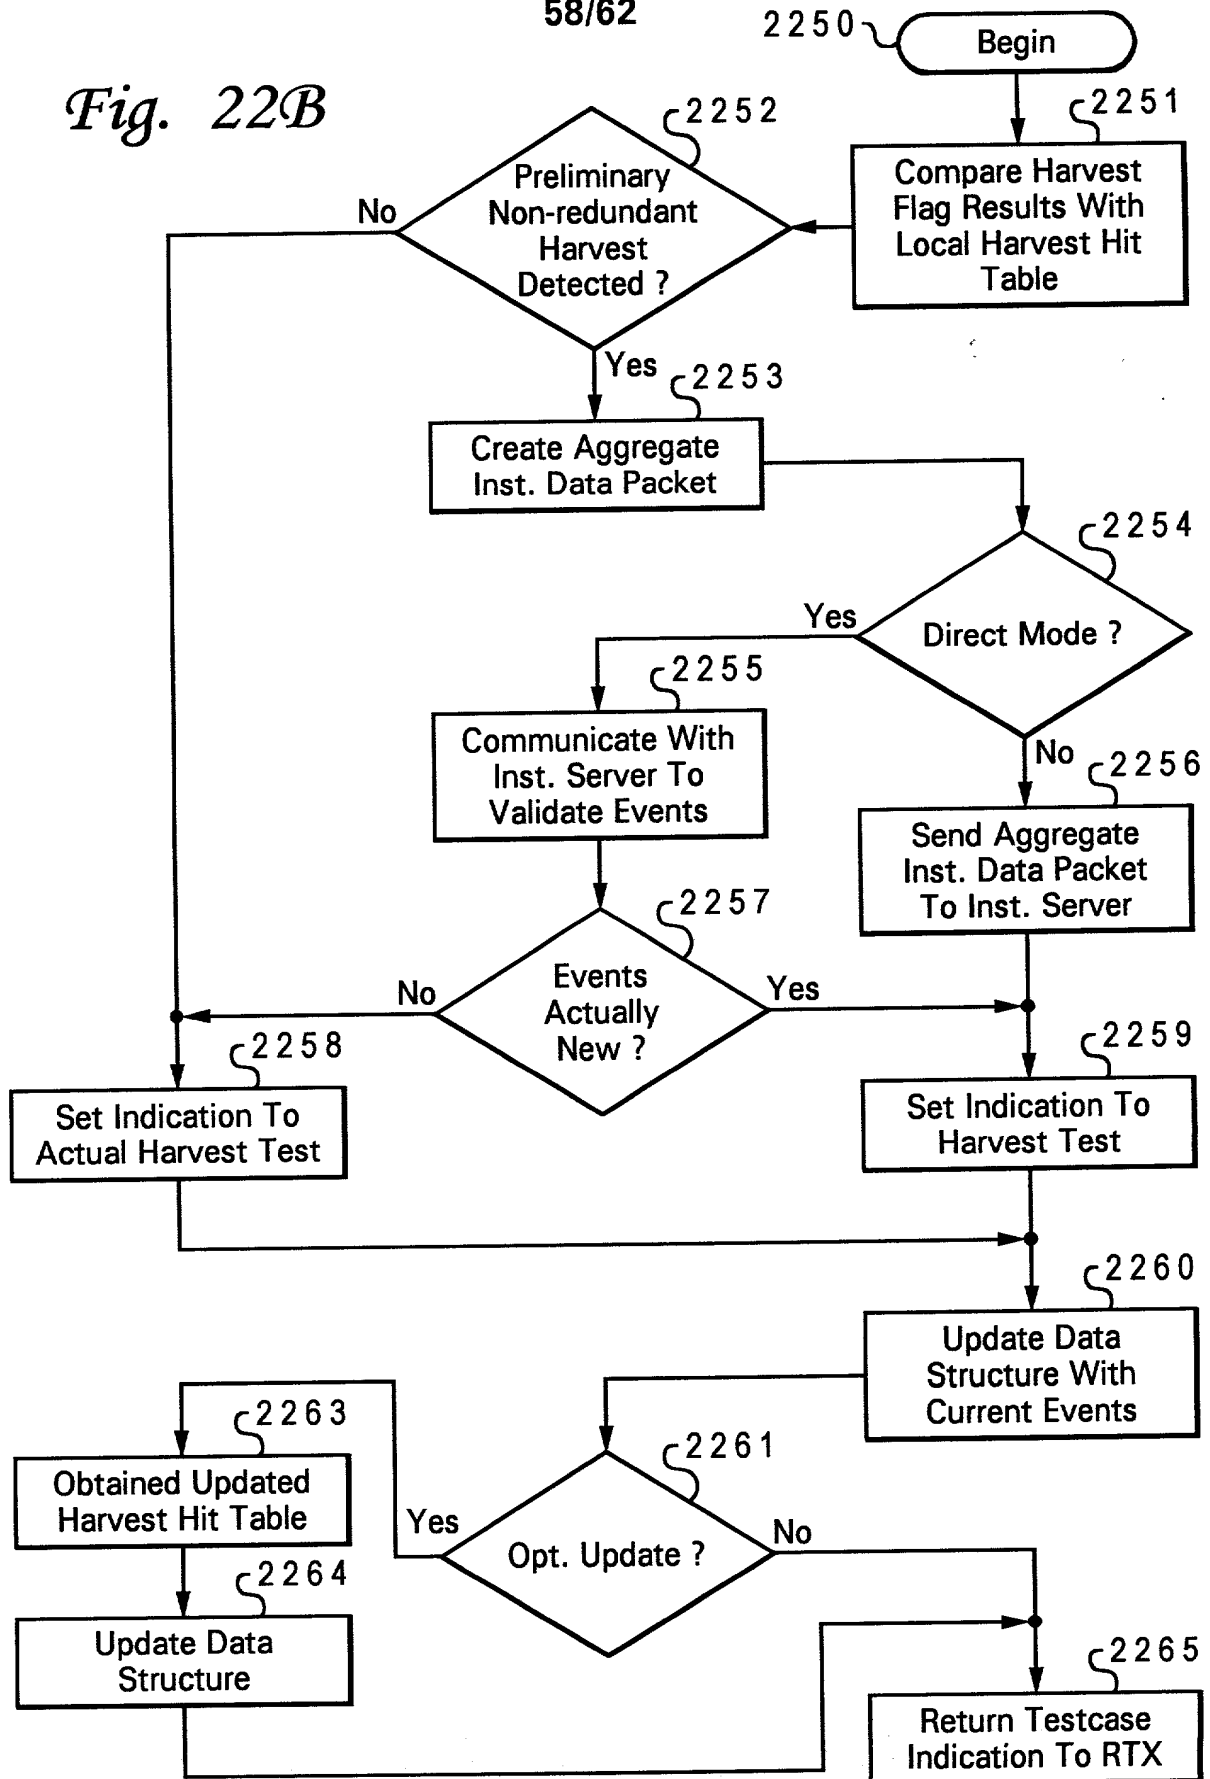 58/62
Fig. 22B
2250
Begin
2251
Compare Harvest
Flag Results With
Local Harvest Hit
Table
2252
Preliminary
Non-redundant
Harvest
Detected ?
No
Yes
2253
Create Aggregate
Inst. Data Packet
2254
Direct Mode ?
Yes
No
2255
Communicate With
Inst. Server To
Validate Events
2256
Send Aggregate
Inst. Data Packet
To Inst. Server
2257
Events
Actually
New ?
No
Yes
2258
Set Indication To
Actual Harvest Test
2259
Set Indication To
Harvest Test
2260
Update Data
Structure With
Current Events
2261
Opt. Update ?
Yes
No
2263
Obtained Updated
Harvest Hit Table
2264
Update Data
Structure
2265
Return Testcase
Indication To RTX